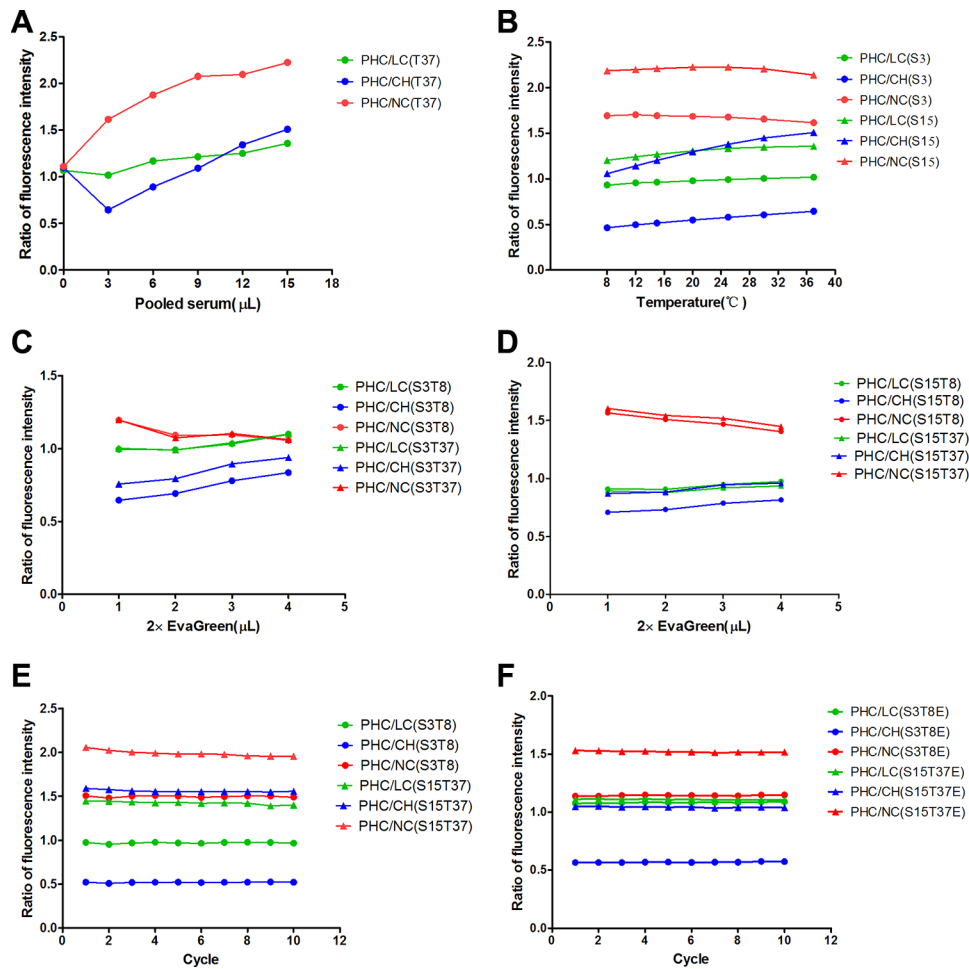 A
Ratio of fluorescence intensity
2.5
2.0
1.5
1.0
0.5
0.0
0 3 6 9 12 15 18
Pooled serum(μL)
PHC/LC(T37)
PHC/CH(T37)
PHC/NC(T37)
B
Ratio of fluorescence intensity
2.5
2.0
1.5
1.0
0.5
0.0
8 12 16 20 24 28 32 36 40
Temperature(℃)
PHC/LC(S3)
PHC/CH(S3)
PHC/NC(S3)
PHC/LC(S15)
PHC/CH(S15)
PHC/NC(S15)
C
Ratio of fluorescence intensity
1.5
1.0
0.5
0.0
0 1 2 3 4 5
2× EvaGreen(μL)
PHC/LC(S3T8)
PHC/CH(S3T8)
PHC/NC(S3T8)
PHC/LC(S3T37)
PHC/CH(S3T37)
PHC/NC(S3T37)
D
Ratio of fluorescence intensity
2.0
1.5
1.0
0.5
0.0
0 1 2 3 4 5
2× EvaGreen(μL)
PHC/LC(S15T8)
PHC/CH(S15T8)
PHC/NC(S15T8)
PHC/LC(S15T37)
PHC/CH(S15T37)
PHC/NC(S15T37)
E
Ratio of fluorescence intensity
2.5
2.0
1.5
1.0
0.5
0.0
0 2 4 6 8 10 12
Cycle
PHC/LC(S3T8)
PHC/CH(S3T8)
PHC/NC(S3T8)
PHC/LC(S15T37)
PHC/CH(S15T37)
PHC/NC(S15T37)
F
Ratio of fluorescence intensity
2.0
1.5
1.0
0.5
0.0
0 2 4 6 8 10 12
Cycle
PHC/LC(S3T8E)
PHC/CH(S3T8E)
PHC/NC(S3T8E)
PHC/LC(S15T37E)
PHC/CH(S15T37E)
PHC/NC(S15T37E)